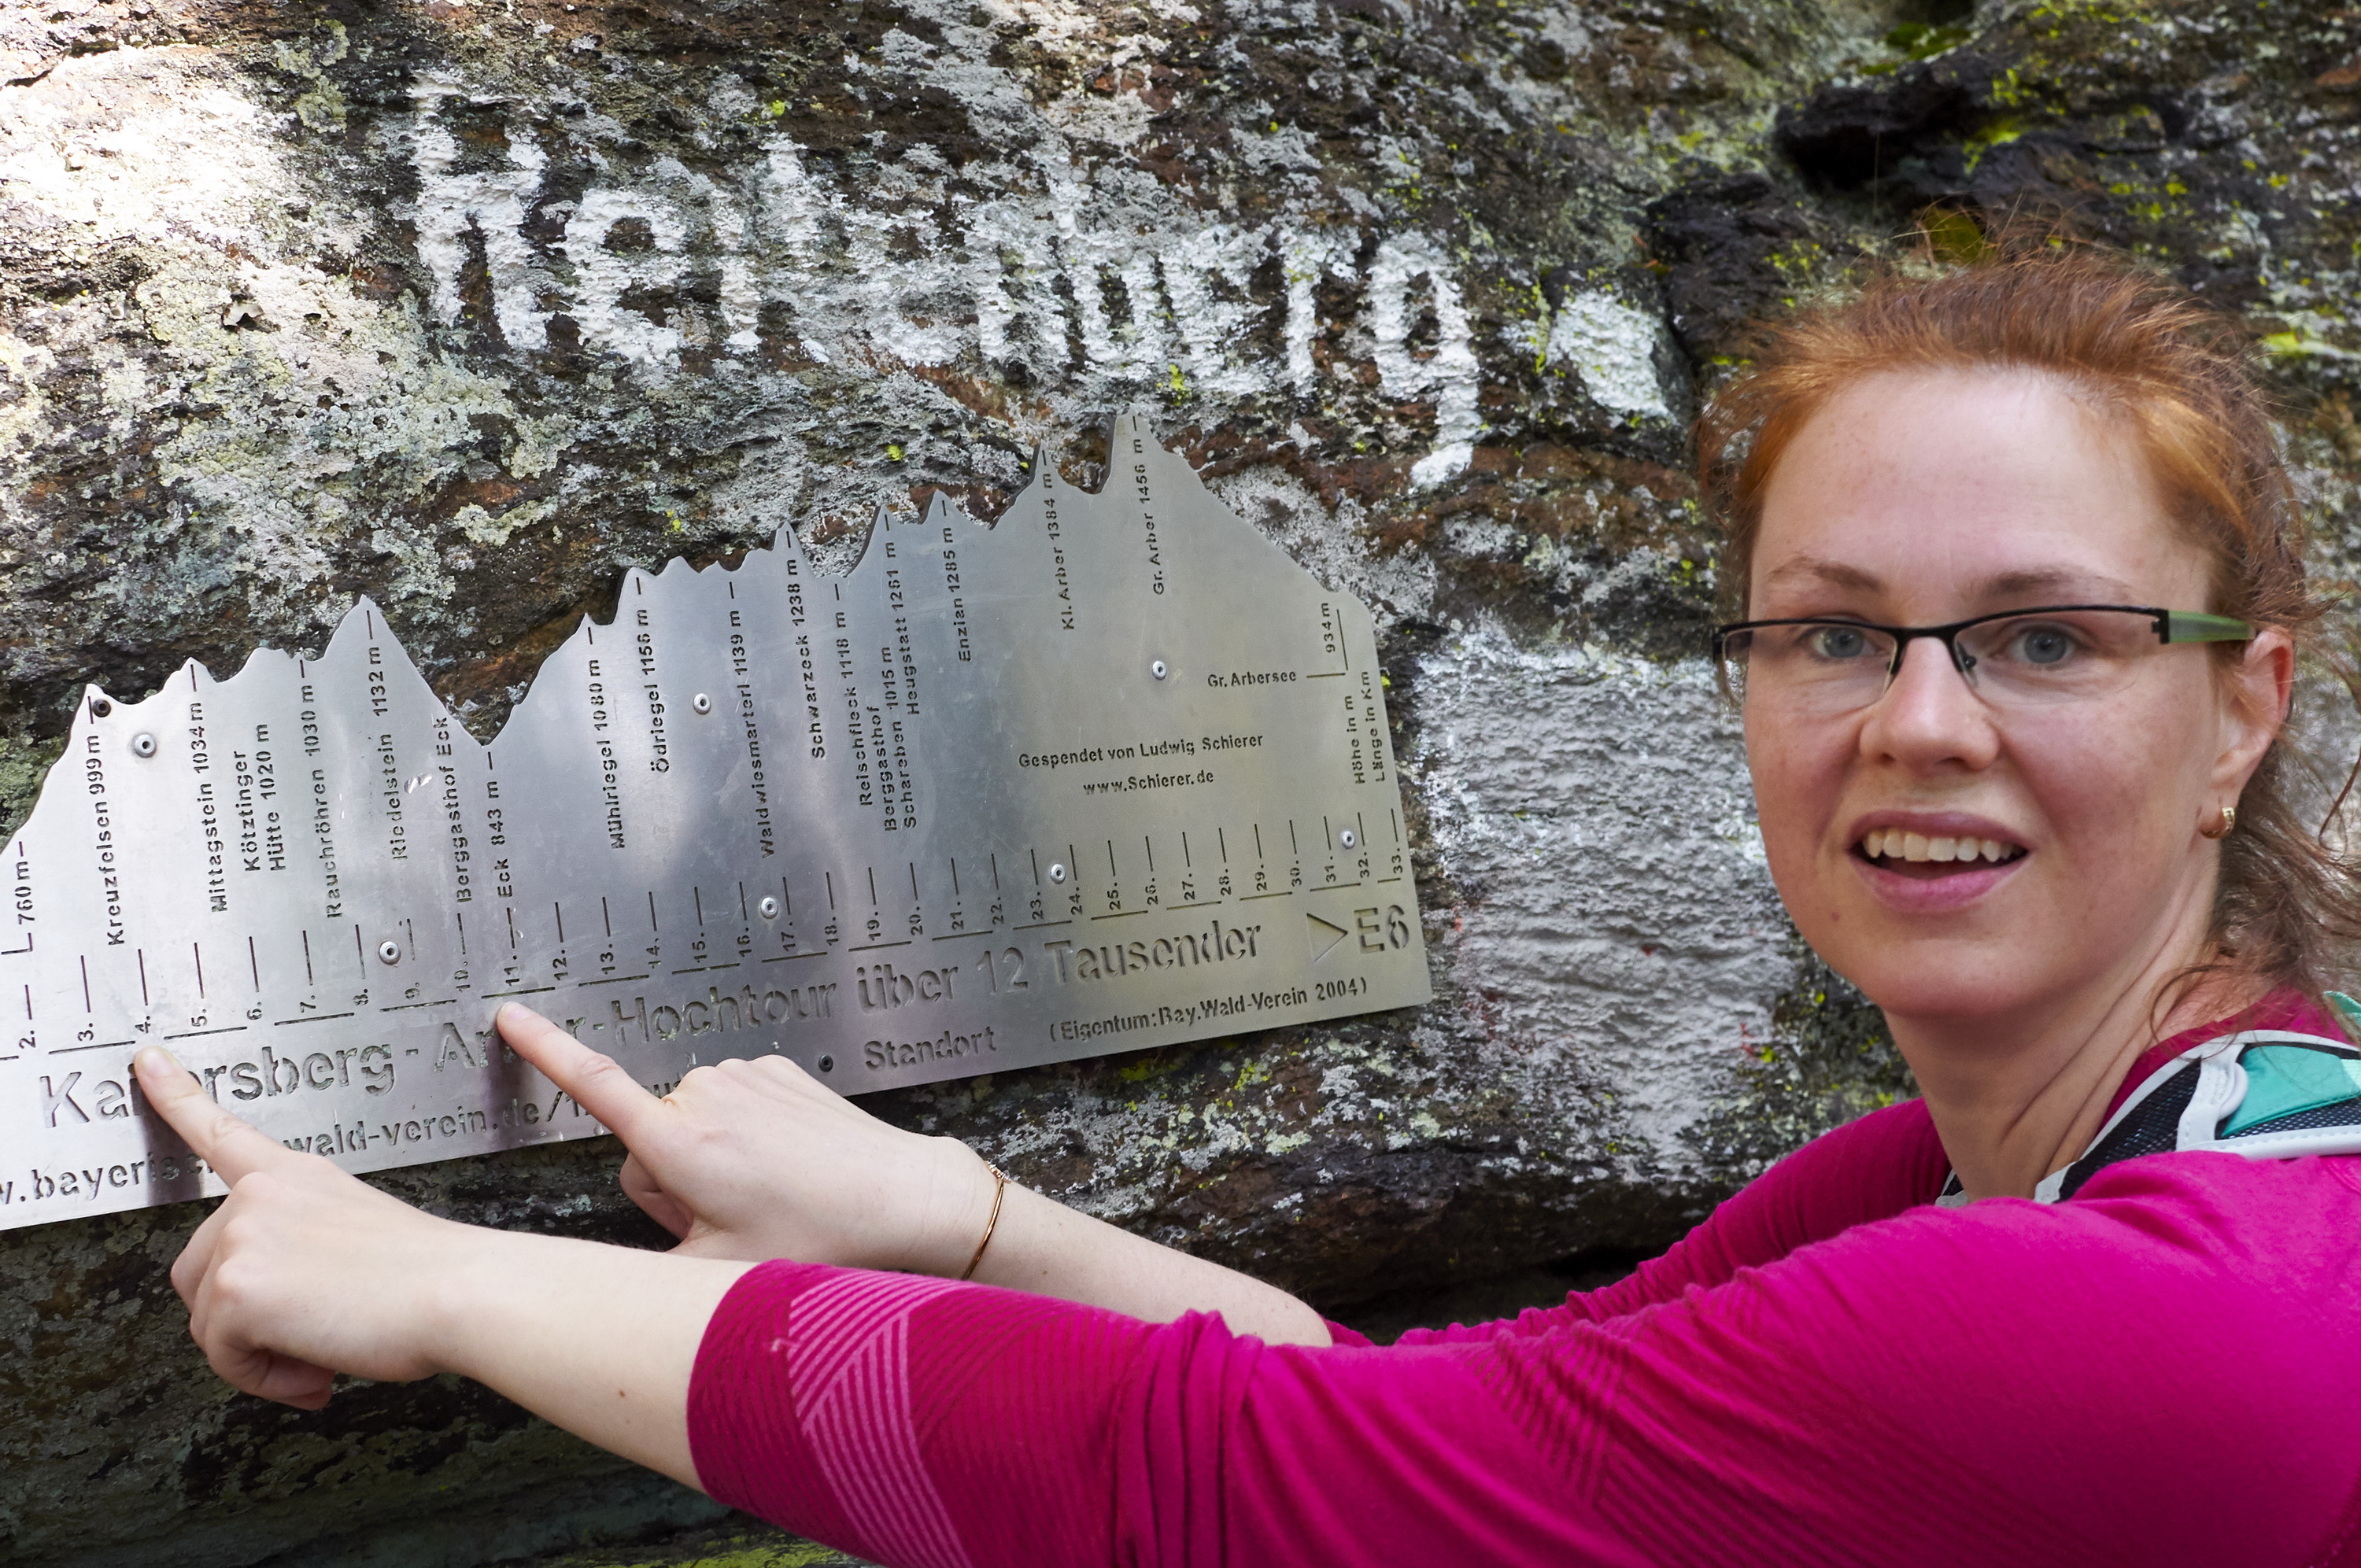 760 m
Kreuzfelsen 999 m
Mittagstein 1034 m
Kötztinger
Hütte 1020 m
Rauchröhren 1030 m
Riedelstein 1132 m
Berggasthof Eck
Eck 843 m
Mühlriegel 1080 m
Ödriegel 1156 m
Waldwiesmarterl 1139 m
Schwarzeck 1238 m
Reischfleck 1118 m
Berggasthof
Schareben 1015 m
Heugstatt 1261 m
Enzian 1285 m
Kl. Arber 1384 m
Gr. Arber 1456 m
Gr. Arbersee
934 m
Höhe in m
Länge in Km
Gespendet von Ludwig Schierer
www.Schierer.de
2. 3. 4. 5. 6. 7. 8. 9. 10. 11. 12. 13. 14. 15. 16. 17. 18. 19. 20. 21. 22. 23. 24. 25. 26. 27. 28. 29. 30. 31. 32. 33.
-Hochtour über 12 Tausender E6
Standort (Eigentum: Bay. Wald-Verein 2004)